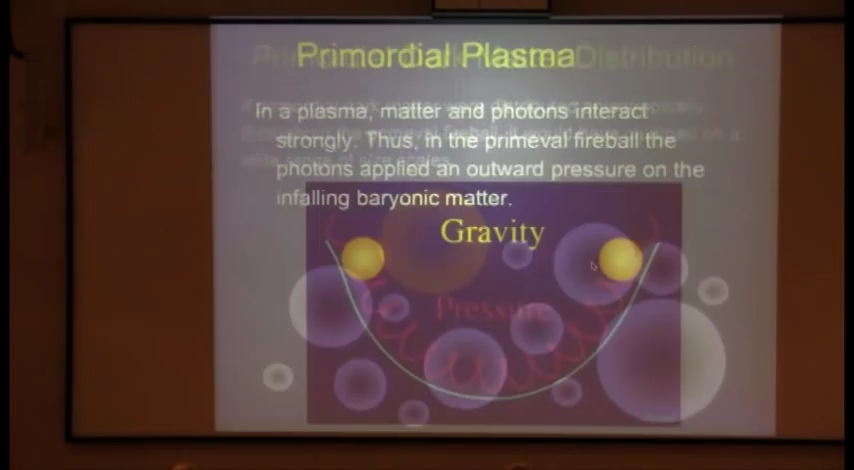 Primordial Plasma
Distribution
In a plasma, matter and photons interact
strongly. Thus, in the primeval fireball the
photons applied an outward pressure on the
infalling baryonic matter.
Gravity
Pressure